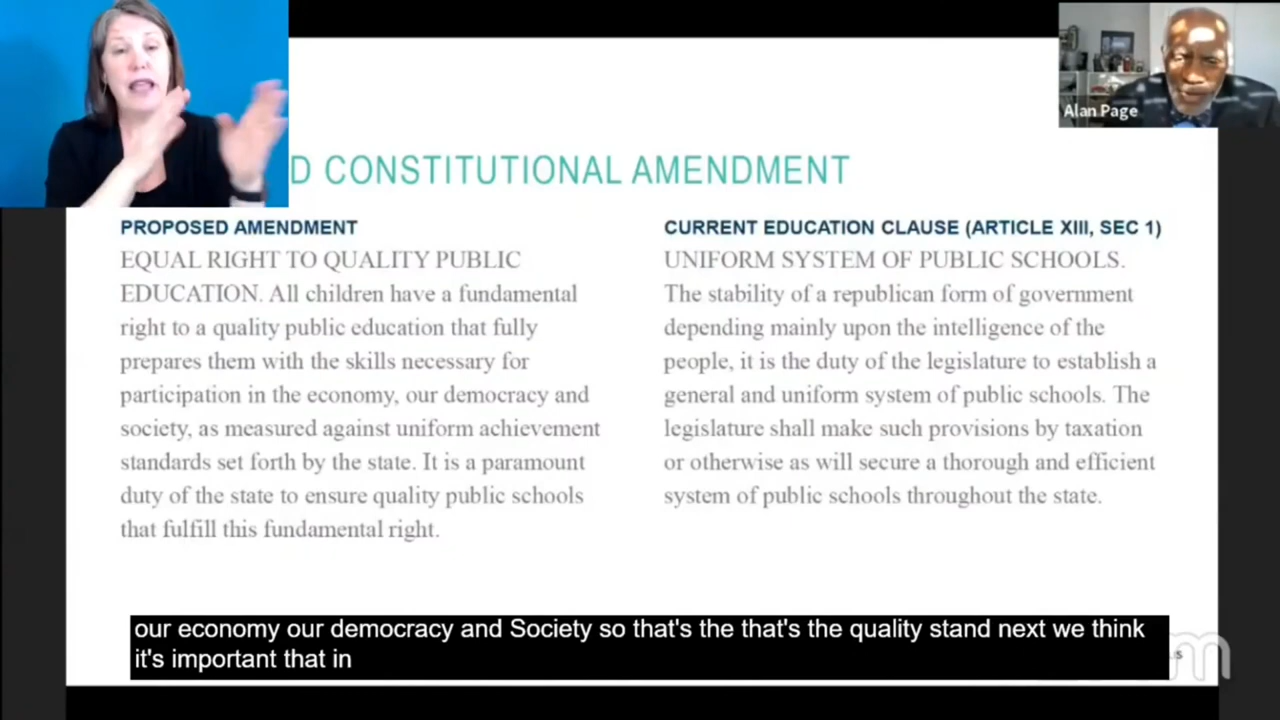 Alan Page
D CONSTITUTIONAL AMENDMENT
PROPOSED AMENDMENT
EQUAL RIGHT TO QUALITY PUBLIC
EDUCATION. All children have a fundamental
right to a quality public education that fully
prepares them with the skills necessary for
participation in the economy, our democracy and
society, as measured against uniform achievement
standards set forth by the state. It is a paramount
duty of the state to ensure quality public schools
that fulfill this fundamental right.
CURRENT EDUCATION CLAUSE (ARTICLE XIII, SEC 1)
UNIFORM SYSTEM OF PUBLIC SCHOOLS.
The stability of a republican form of government
depending mainly upon the intelligence of the
people, it is the duty of the legislature to establish a
general and uniform system of public schools. The
legislature shall make such provisions by taxation
or otherwise as will secure a thorough and efficient
system of public schools throughout the state.
our economy our democracy and Society so that's the that's the quality stand next we think
it's important that in